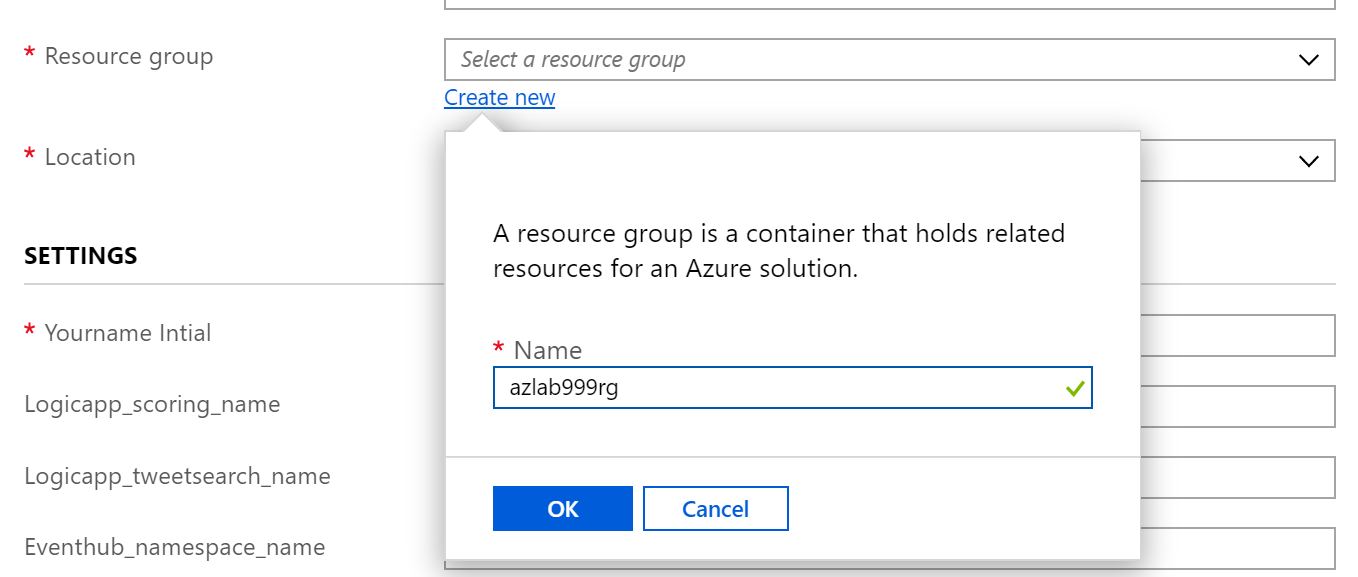 * Resource group
Select a resource group
Create new
* Location
A resource group is a container that holds related
resources for an Azure solution.
SETTINGS
* Yourname Intial
* Name
azlab999rg
Logicapp_scoring_name
Logicapp_tweetsearch_name
OK
Cancel
Eventhub_namespace_name